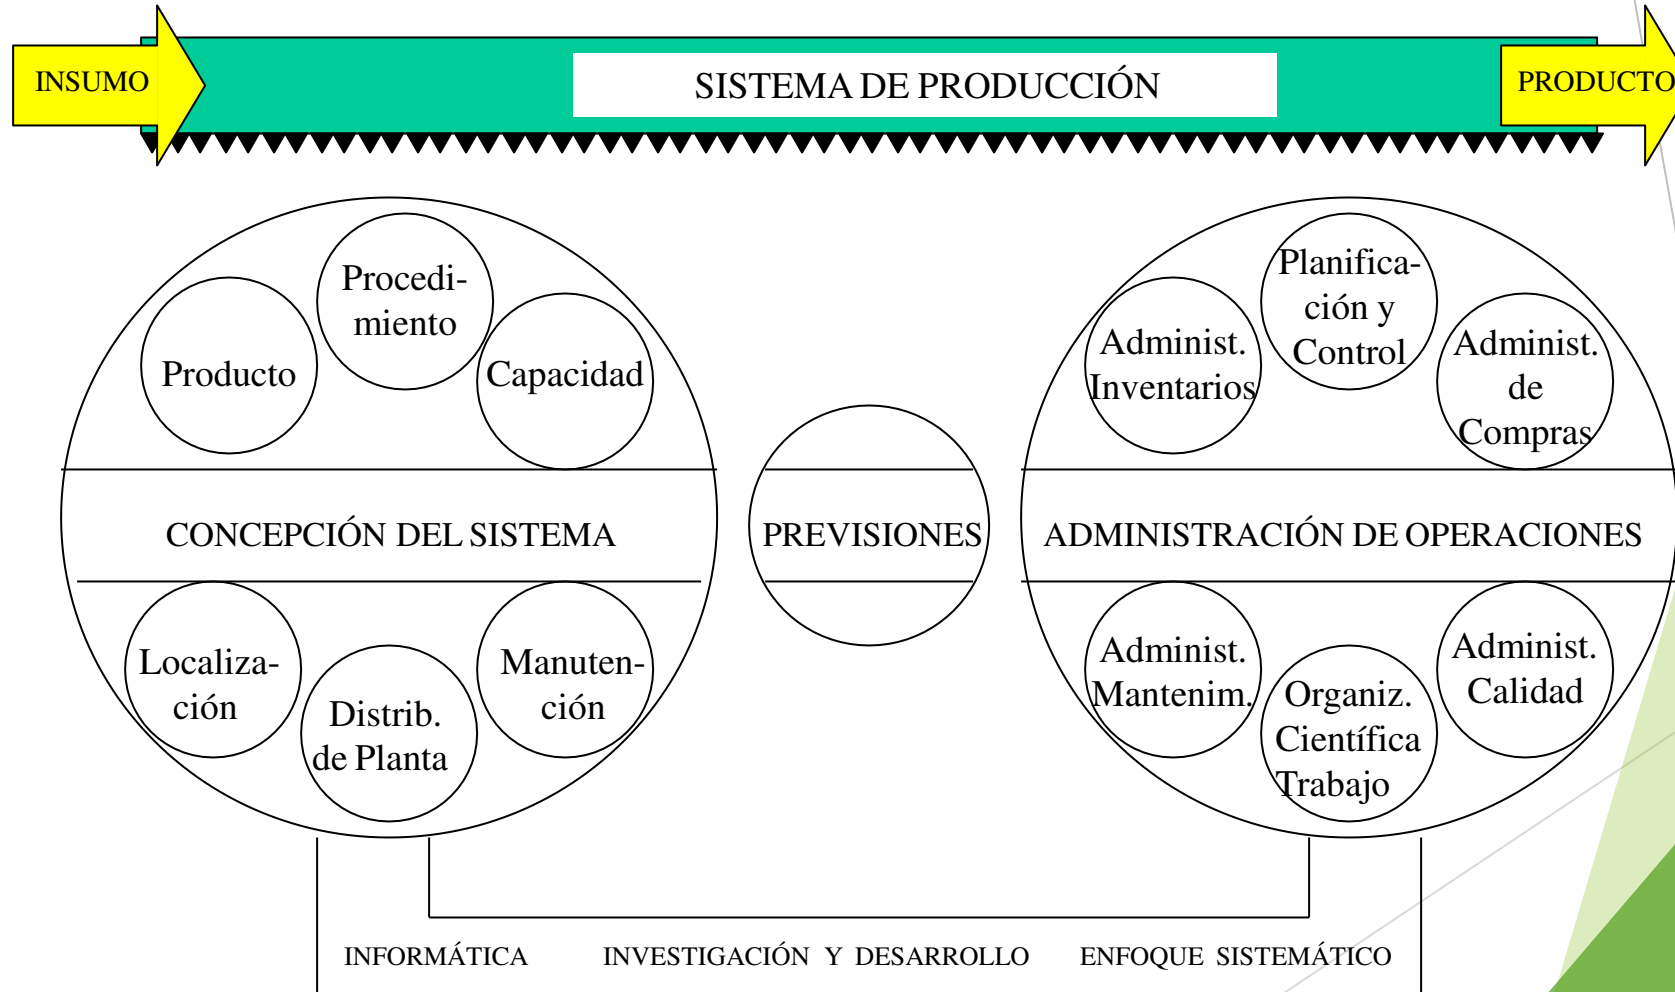 INSUMO
SISTEMA DE PRODUCCIÓN
PRODUCTO
Producto
Procedi-
miento
Capacidad
CONCEPCIÓN DEL SISTEMA
Localiza-
ción
Distrib.
de Planta
Manuten-
ción
PREVISIONES
Administ.
Inventarios
Planifica-
ción y
Control
Administ.
de
Compras
ADMINISTRACIÓN DE OPERACIONES
Administ.
Mantenim.
Organiz.
Científica
Trabajo
Administ.
Calidad
INFORMÁTICA INVESTIGACIÓN Y DESARROLLO ENFOQUE SISTEMÁTICO